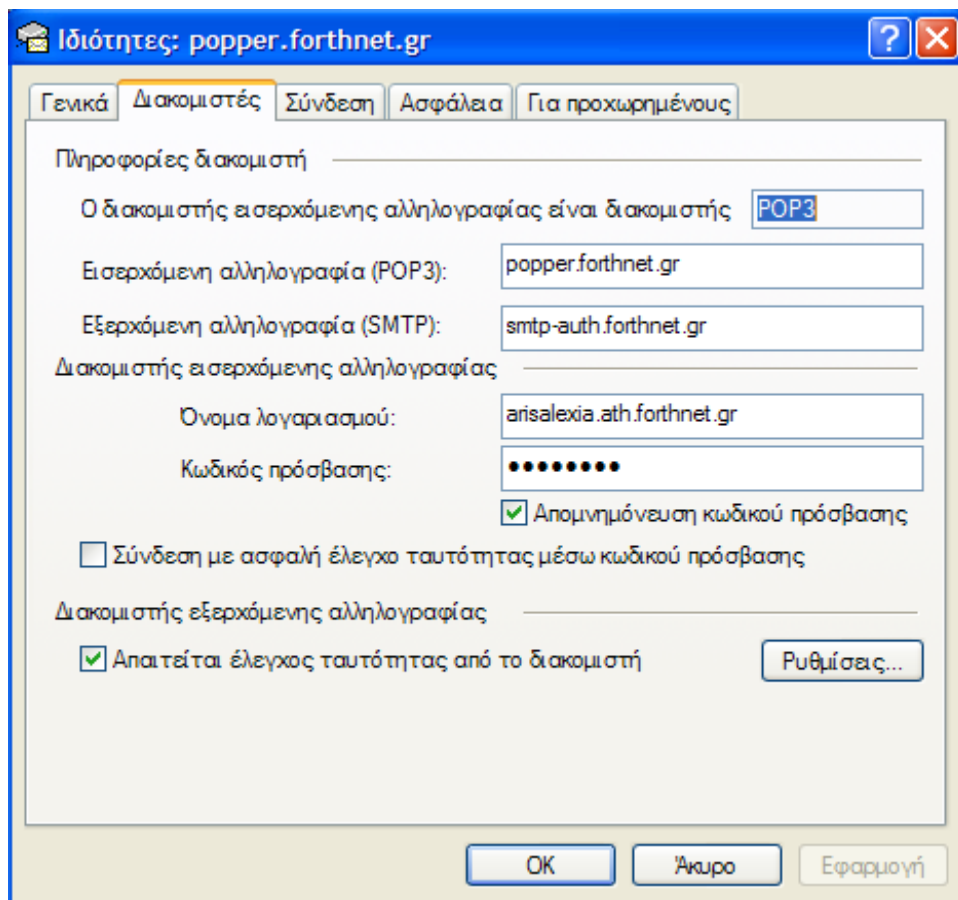 Ιδιότητες: popper.forthnet.gr
Γενικά Διακομιστές Σύνδεση Ασφάλεια Για προχωρημένους
Πληροφορίες διακομιστή
Ο διακομιστής εισερχόμενης αλληλογραφίας είναι διακομιστής POP3
Εισερχόμενη αλληλογραφία (POP3): popper.forthnet.gr
Εξερχόμενη αλληλογραφία (SMTP): smtp-auth.forthnet.gr
Διακομιστής εισερχόμενης αλληλογραφίας
Όνομα λογαριασμού: arisalexia.ath.forthnet.gr
Κωδικός πρόσβασης: ••••••••
Απομνημόνευση κωδικού πρόσβασης
Σύνδεση με ασφαλή έλεγχο ταυτότητας μέσω κωδικού πρόσβασης
Διακομιστής εξερχόμενης αλληλογραφίας
Απαιτείται έλεγχος ταυτότητας από το διακομιστή Ρυθμίσεις...
OK Άκυρο Εφαρμογή